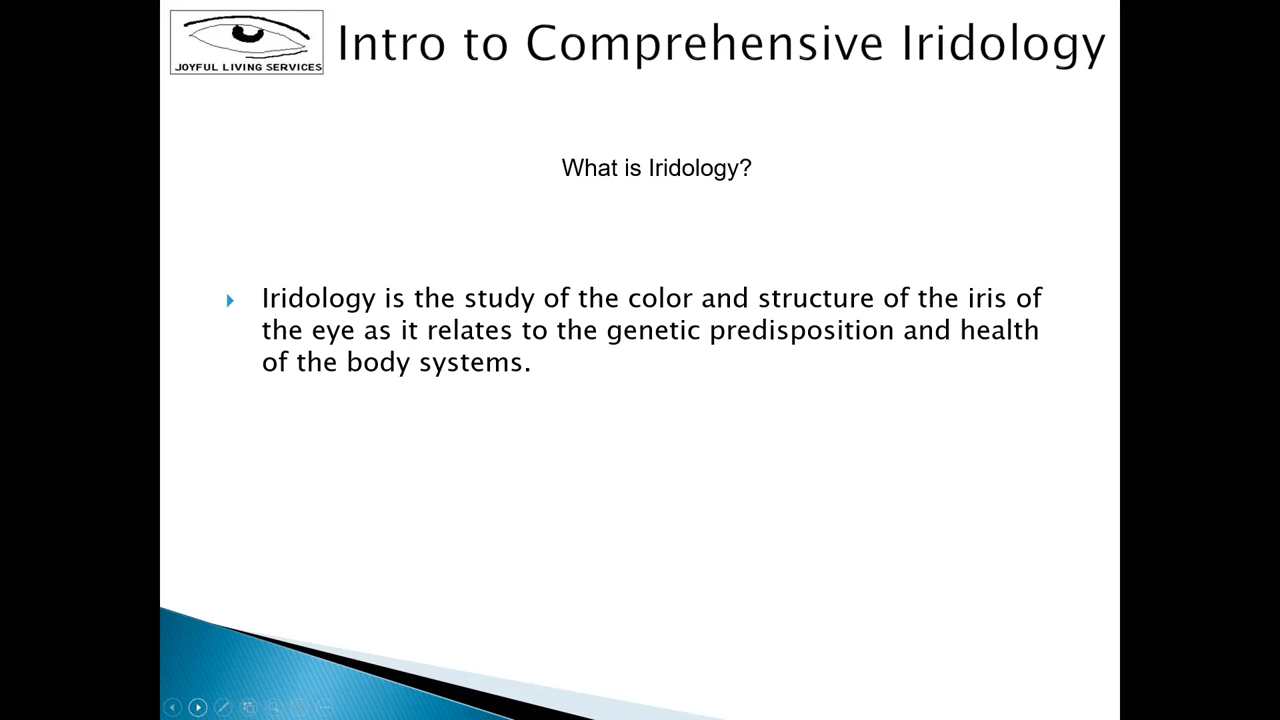 JOYFUL LIVING SERVICES
Intro to Comprehensive Iridology
What is Iridology?
Iridology is the study of the color and structure of the iris of
the eye as it relates to the genetic predisposition and health
of the body systems.